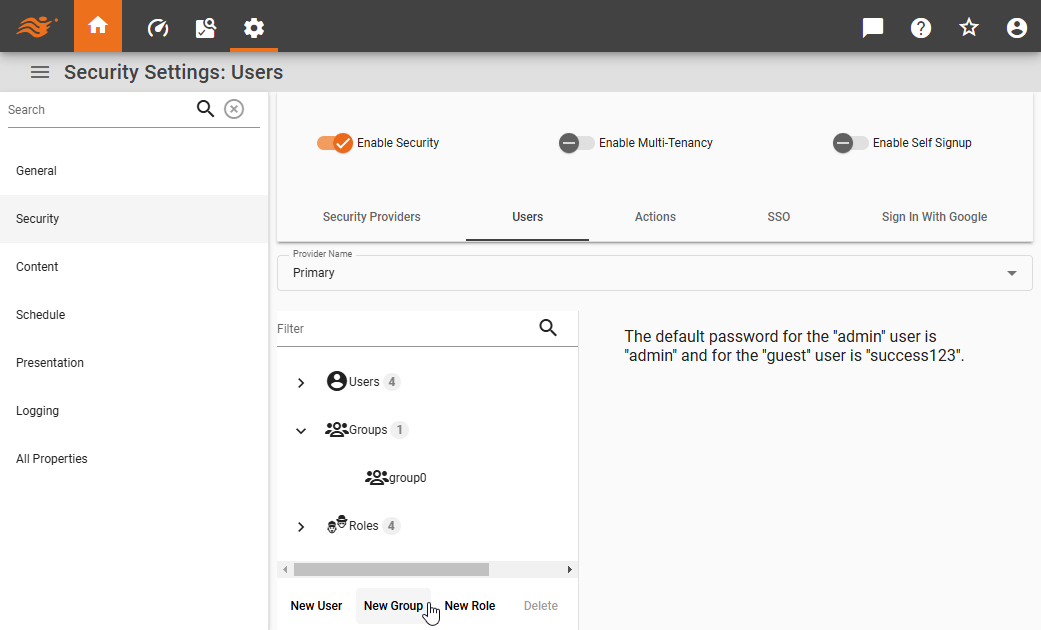 Security Settings: Users
Search
General
Security
Content
Schedule
Presentation
Logging
All Properties
Enable Security
Enable Multi-Tenancy
Enable Self Signup
Security Providers
Users
Actions
SSO
Sign In With Google
Provider Name
Primary
Filter
Users 4
Groups 1
group0
Roles 4
New User
New Group
New Role
Delete
The default password for the "admin" user is
"admin" and for the "guest" user is "success123".